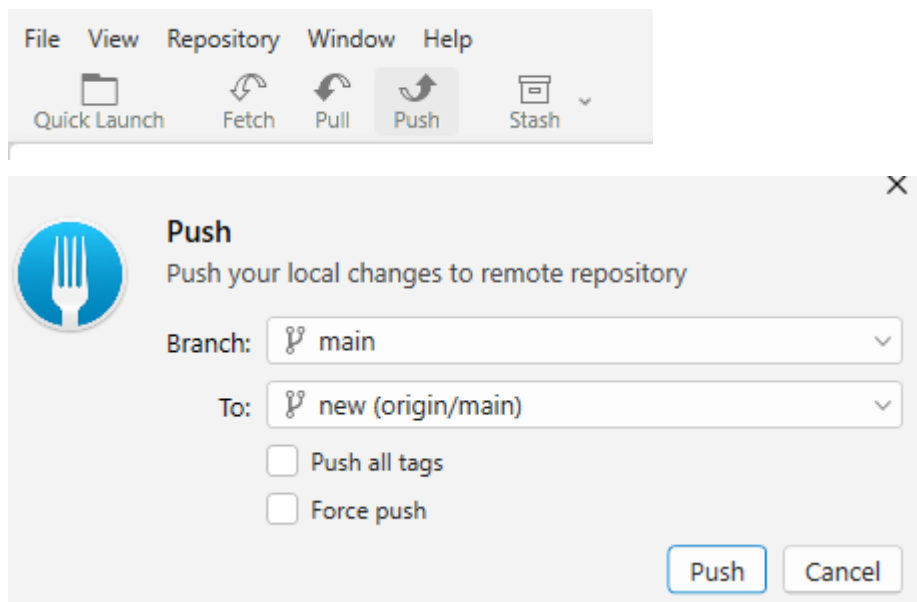 File View Repository Window Help
Quick Launch Fetch Pull Push Stash
Push
Push your local changes to remote repository
Branch: main
To: new (origin/main)
Push all tags
Force push
Push Cancel